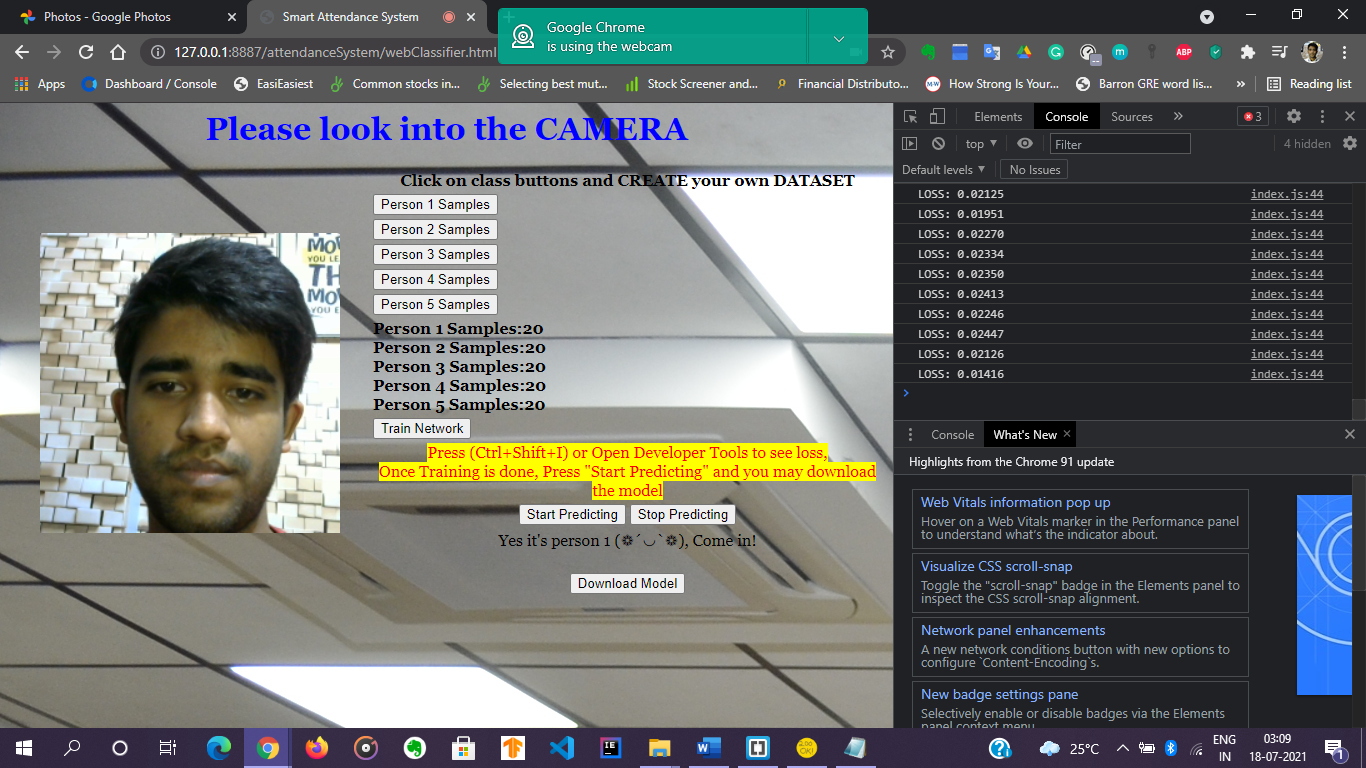 Photos - Google Photos
Smart Attendance System
Google Chrome
is using the webcam
127.0.0.1:8887/attendanceSystem/webClassifier.html
Apps
Dashboard / Console
EasiEasiest
Common stocks in...
Selecting best mut...
Stock Screener and...
Financial Distributo...
How Strong Is Your...
Barron GRE word lis...
»
Reading list
Please look into the CAMERA
Click on class buttons and CREATE your own DATASET
Person 1 Samples
Person 2 Samples
Person 3 Samples
Person 4 Samples
Person 5 Samples
Person 1 Samples:20
Person 2 Samples:20
Person 3 Samples:20
Person 4 Samples:20
Person 5 Samples:20
Train Network
Press (Ctrl+Shift+I) or Open Developer Tools to see loss,
Once Training is done, Press "Start Predicting" and you may download
the model
Start Predicting Stop Predicting
Yes it's person 1 (❁´◡`❁), Come in!
Download Model
MOV
YOU LE
TH
MOV
YOU E
Elements Console Sources » 3
top Filter 4 hidden
Default levels No Issues
LOSS: 0.02125 index.js:44
LOSS: 0.01951 index.js:44
LOSS: 0.02270 index.js:44
LOSS: 0.02334 index.js:44
LOSS: 0.02350 index.js:44
LOSS: 0.02413 index.js:44
LOSS: 0.02246 index.js:44
LOSS: 0.02447 index.js:44
LOSS: 0.02126 index.js:44
LOSS: 0.01416 index.js:44
Console What's New
Highlights from the Chrome 91 update
Web Vitals information pop up
Hover on a Web Vitals marker in the Performance panel
to understand what's the indicator about.
Visualize CSS scroll-snap
Toggle the "scroll-snap" badge in the Elements panel to
inspect the CSS scroll-snap alignment.
Network panel enhancements
A new network conditions button with new options to
configure `Content-Encoding`s.
New badge settings pane
Selectively enable or disable badges via the Elements
panel context menu
25°C
ENG
IN
03:09
18-07-2021
1